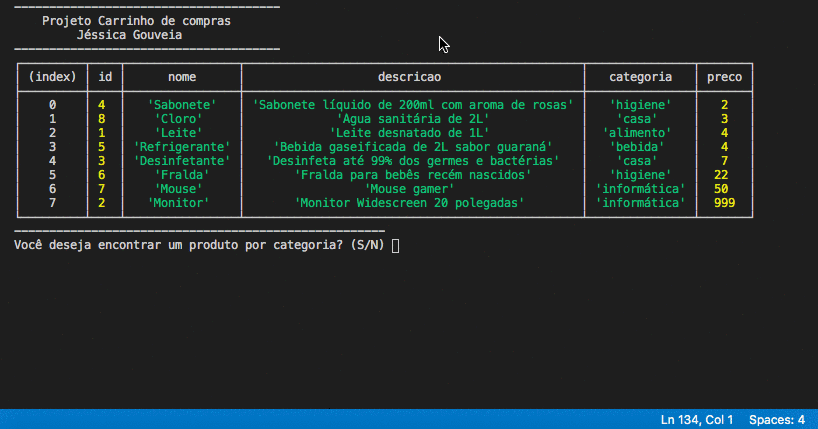 Projeto Carrinho de compras
Jéssica Gouveia
(index) id nome descricao categoria preco
0 4 'Sabonete' 'Sabonete líquido de 200ml com aroma de rosas' 'higiene' 2
1 8 'Cloro' 'Água sanitária de 2L' 'casa' 3
2 1 'Leite' 'Leite desnatado de 1L' 'alimento' 4
3 5 'Refrigerante' 'Bebida gaseificada de 2L sabor guaraná' 'bebida' 4
4 3 'Desinfetante' 'Desinfeta até 99% dos germes e bactérias' 'casa' 7
5 6 'Fralda' 'Fralda para bebês recém nascidos' 'higiene' 22
6 7 'Mouse' 'Mouse gamer' 'informática' 50
7 2 'Monitor' 'Monitor Widescreen 20 polegadas' 'informática' 999
Você deseja encontrar um produto por categoria? (S/N)
Ln 134, Col 1 Spaces: 4